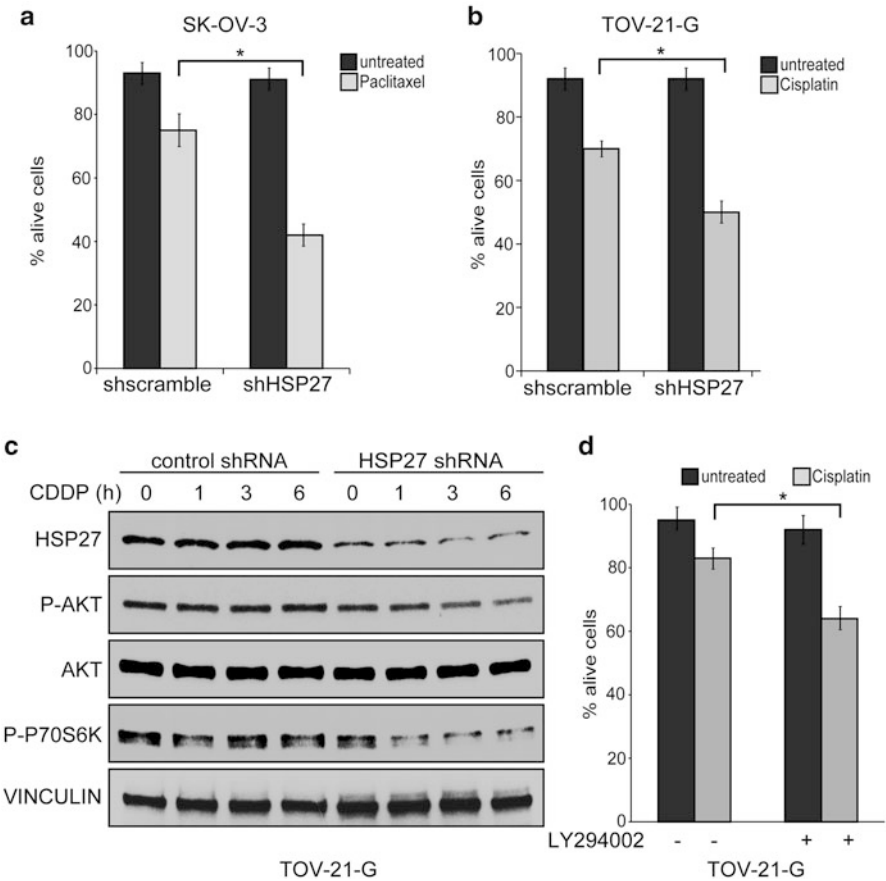 a
SK-OV-3
untreated
Paclitaxel
*
% alive cells
100
80
60
40
20
0
shscramble shHSP27
b
TOV-21-G
untreated
Cisplatin
*
% alive cells
100
80
60
40
20
0
shscramble shHSP27
c
control shRNA HSP27 shRNA
CDDP (h) 0 1 3 6 0 1 3 6
HSP27
P-AKT
AKT
P-P70S6K
VINCULIN
TOV-21-G
d
untreated Cisplatin
*
% alive cells
100
80
60
40
20
0
LY294002 - - + +
TOV-21-G